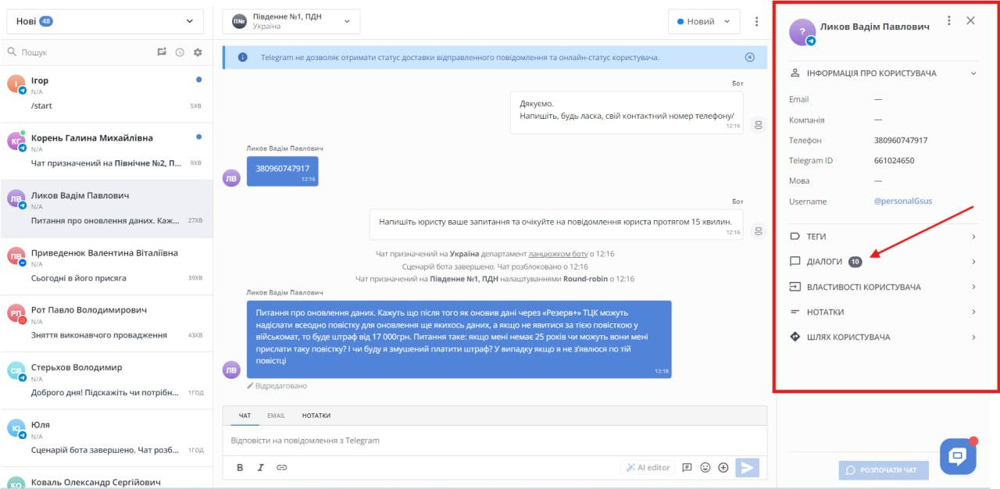 Нові 48
Пошук
І
Ігор
N/A
/start
5ХВ
КГ
Корень Галина Михайлівна
N/A
Чат призначений на Північне №2, П...
9ХВ
ЛВ
Ликов Вадім Павлович
N/A
Питання про оновлення даних. Каж...
27ХВ
ПВ
Приведенюк Валентина Віталіївна
N/A
Сьогодні в його присяга
39ХВ
РП
Рот Павло Володимирович
N/A
Зняття виконавчого провадження
43ХВ
СВ
Стерьхов Володимир
N/A
Доброго дня! Підскажіть чи потрібн...
1ГОД
Ю
Юля
N/A
Сценарій бота завершено. Чат розб...
1ГОД
КО
Коваль Олександр Сергійович
П№
Південне №1, ПДН
Україна
Новий
Telegram не дозволяє отримати статус доставки відправленого повідомлення та онлайн-статус користувача.
Бот
Дякуємо.
Напишіть, будь ласка, свій контактний номер телефону/
12:16
Ликов Вадім Павлович
ЛВ
380960747917
12:16
Бот
Напишіть юристу ваше запитання та очікуйте на повідомлення юриста протягом 15 хвилин.
12:16
Чат призначений на Україна департамент ланцюжком боту о 12:16
Сценарій бота завершено. Чат розблоковано о 12:16
Чат призначений на Південне №1, ПДН налаштуваннями Round-robin о 12:16
Ликов Вадім Павлович
Питання про оновлення даних. Кажуть що після того як оновив дані через «Резерв+» ТЦК можуть
надіслати всеодно повістку для оновлення ще якихось даних, а якщо не явитися за тією повісткою у
військомат, то буде штраф від 17 000грн. Питання таке: якщо мені немає 25 років чи можуть вони мені
прислати таку повістку? І чи буду я змушений платити штраф? У випадку якщо я не з'явлюся по тій
повістці
12:18
ЛВ
Відредаговано
ЧАТ EMAIL НОТАТКИ
Відповісти на повідомлення з Telegram
B I AI editor
?
Ликов Вадім Павлович
ІНФОРМАЦІЯ ПРО КОРИСТУВАЧА
Email —
Компанія —
Телефон 380960747917
Telegram ID 661024650
Мова —
Username @personalGsus
ТЕГИ
ДІАЛОГИ 10
ВЛАСТИВОСТІ КОРИСТУВАЧА
НОТАТКИ
ШЛЯХ КОРИСТУВАЧА
РОЗПОЧАТИ ЧАТ